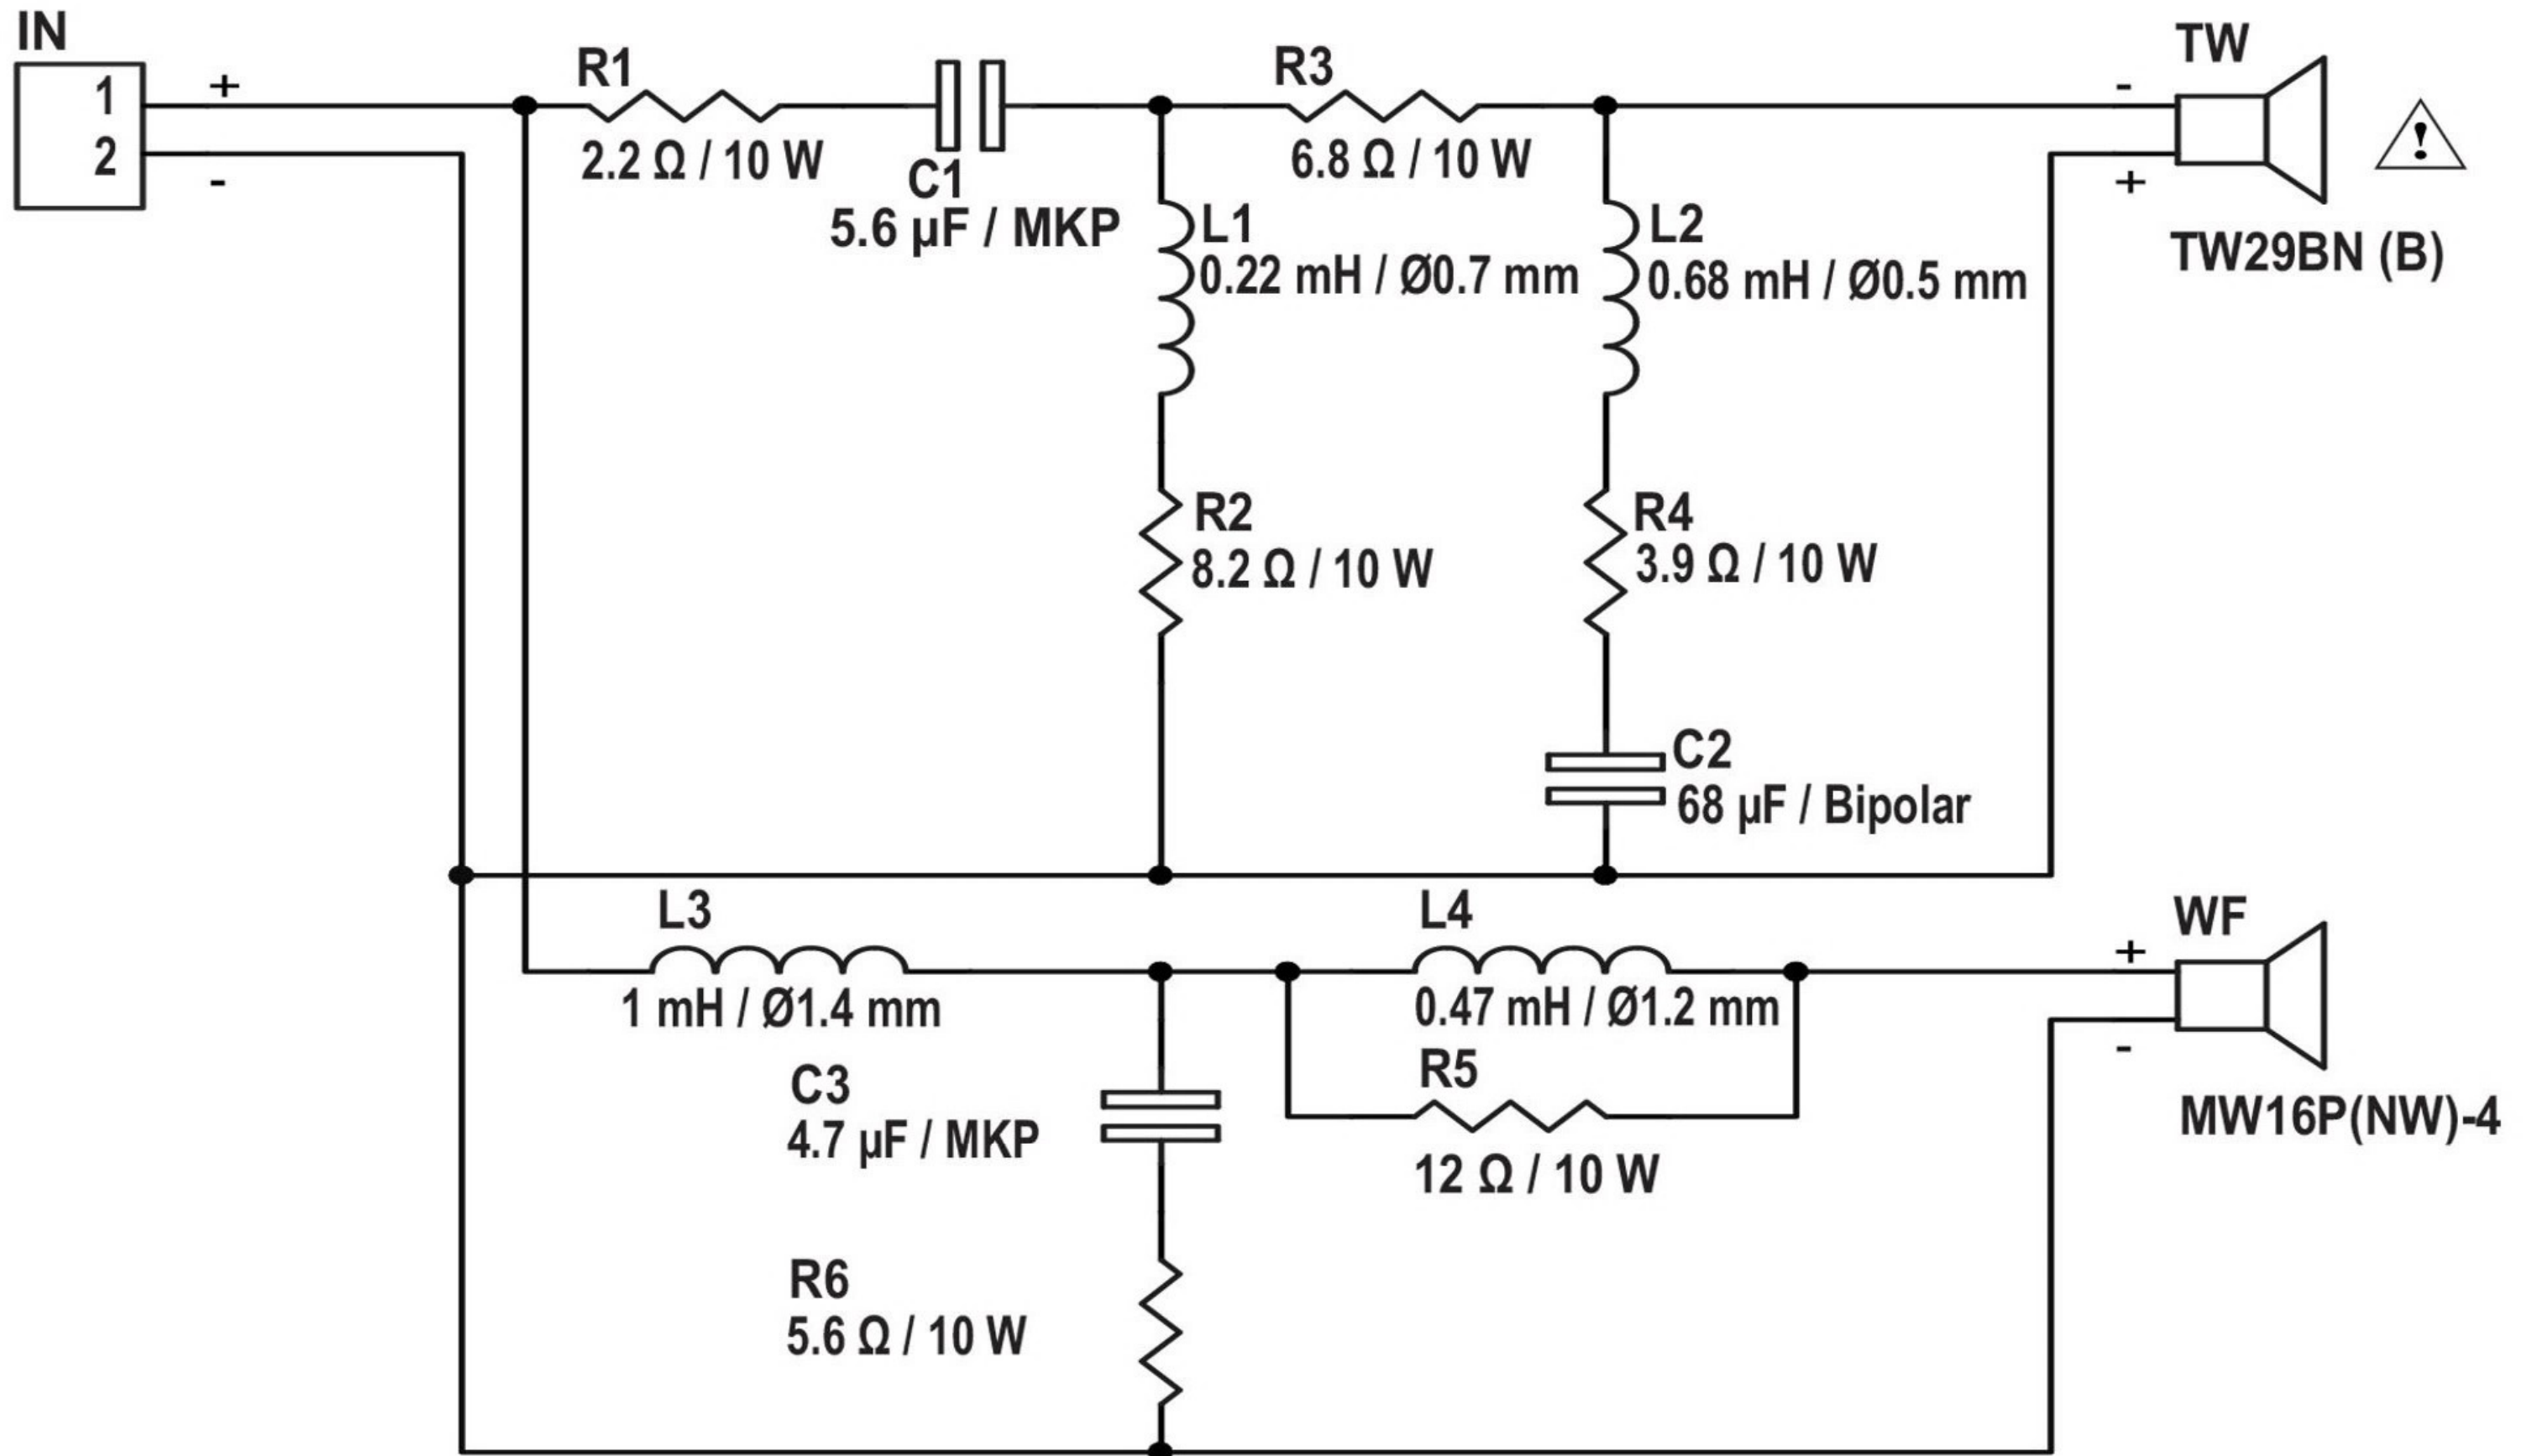 IN
1
2
+
-
R1
2.2 Ω / 10 W
C1
5.6 µF / MKP
R3
6.8 Ω / 10 W
L1
0.22 mH / Ø0.7 mm
L2
0.68 mH / Ø0.5 mm
TW
-
+
!
TW29BN (B)
R2
8.2 Ω / 10 W
R4
3.9 Ω / 10 W
C2
68 µF / Bipolar
L3
1 mH / Ø1.4 mm
L4
0.47 mH / Ø1.2 mm
R5
12 Ω / 10 W
WF
+
-
MW16P(NW)-4
C3
4.7 µF / MKP
R6
5.6 Ω / 10 W